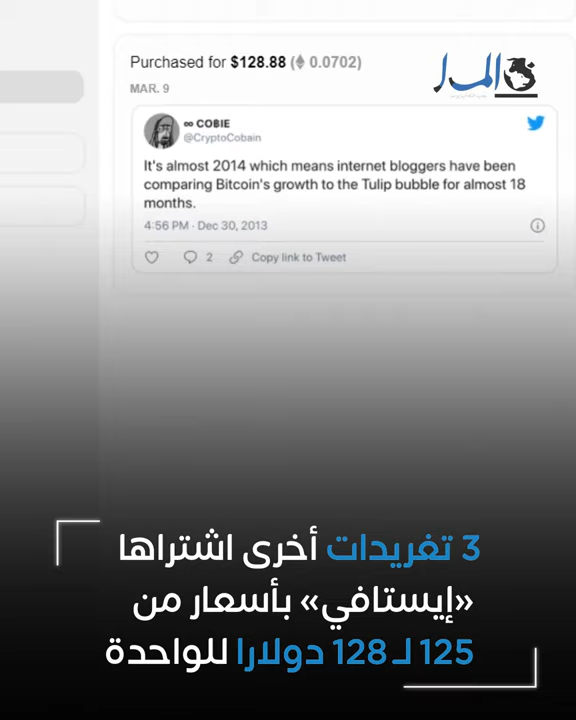 Purchased for $128.88 (♦ 0.0702)
المدار
MAR. 9
∞ COBIE
@CryptoCobain
It's almost 2014 which means internet bloggers have been
comparing Bitcoin's growth to the Tulip bubble for almost 18
months.
4:56 PM · Dec 30, 2013
2 Copy link to Tweet
3 تغريدات أخرى اشتراها
«إيستافي» بأسعار من
125 لـ 128 دولارا للواحدة